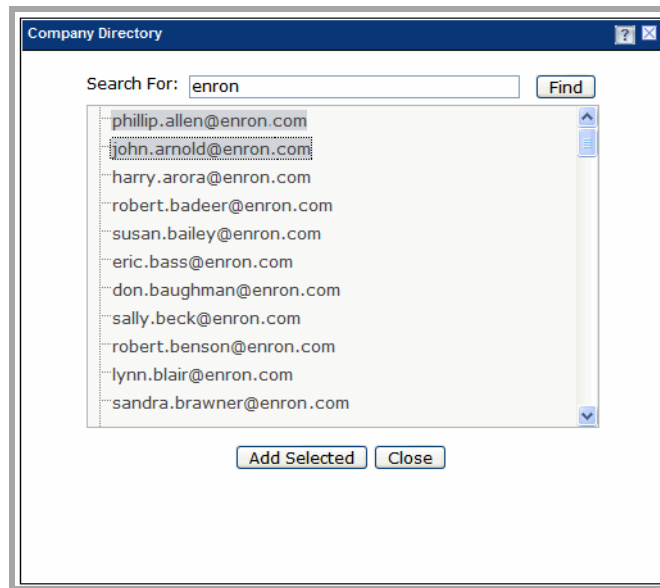 Company Directory
?
Search For: enron Find
phillip.allen@enron.com
john.arnold@enron.com
harry.arora@enron.com
robert.badeer@enron.com
susan.bailey@enron.com
eric.bass@enron.com
don.baughman@enron.com
sally.beck@enron.com
robert.benson@enron.com
lynn.blair@enron.com
sandra.brawner@enron.com
Add Selected Close